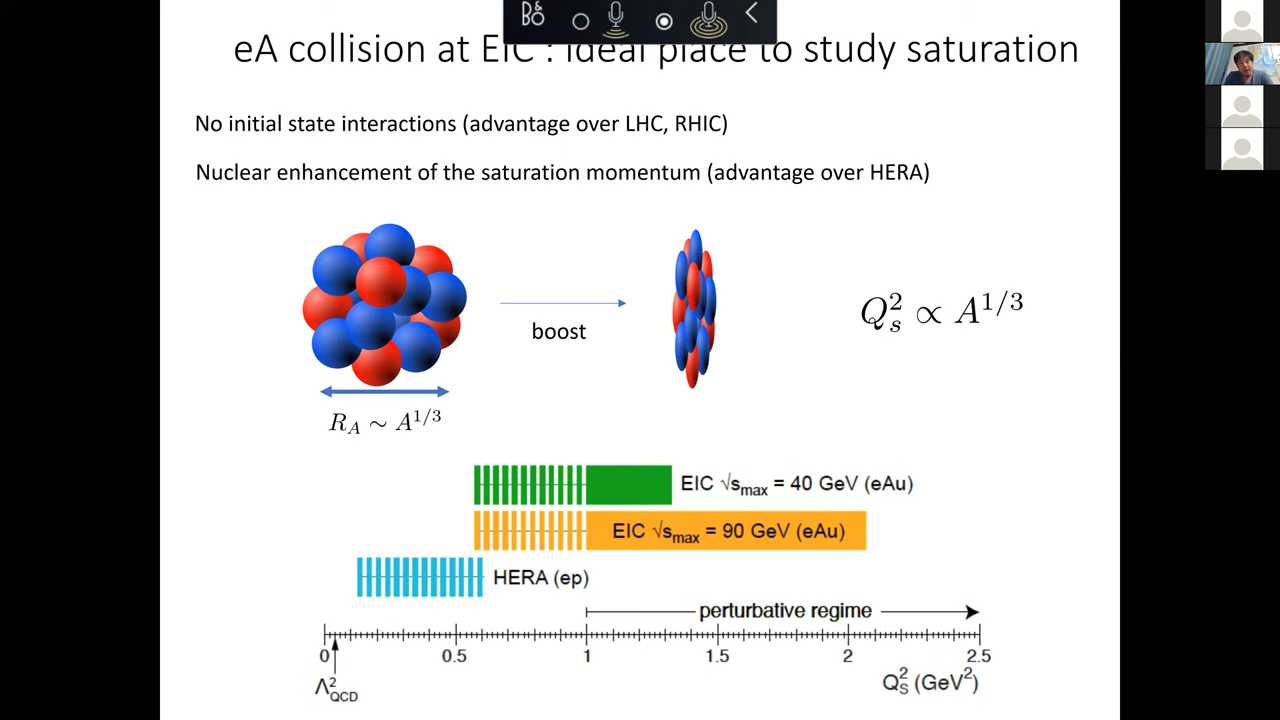 B&O
eA collision at EIC : ideal place to study saturation
No initial state interactions (advantage over LHC, RHIC)
Nuclear enhancement of the saturation momentum (advantage over HERA)
boost
Q_s^2 ∝ A^{1/3}
R_A ∼ A^{1/3}
EIC √s_max = 40 GeV (eAu)
EIC √s_max = 90 GeV (eAu)
HERA (ep)
perturbative regime
0 0.5 1 1.5 2 2.5
Λ²_QCD
Q_S^2 (GeV²)